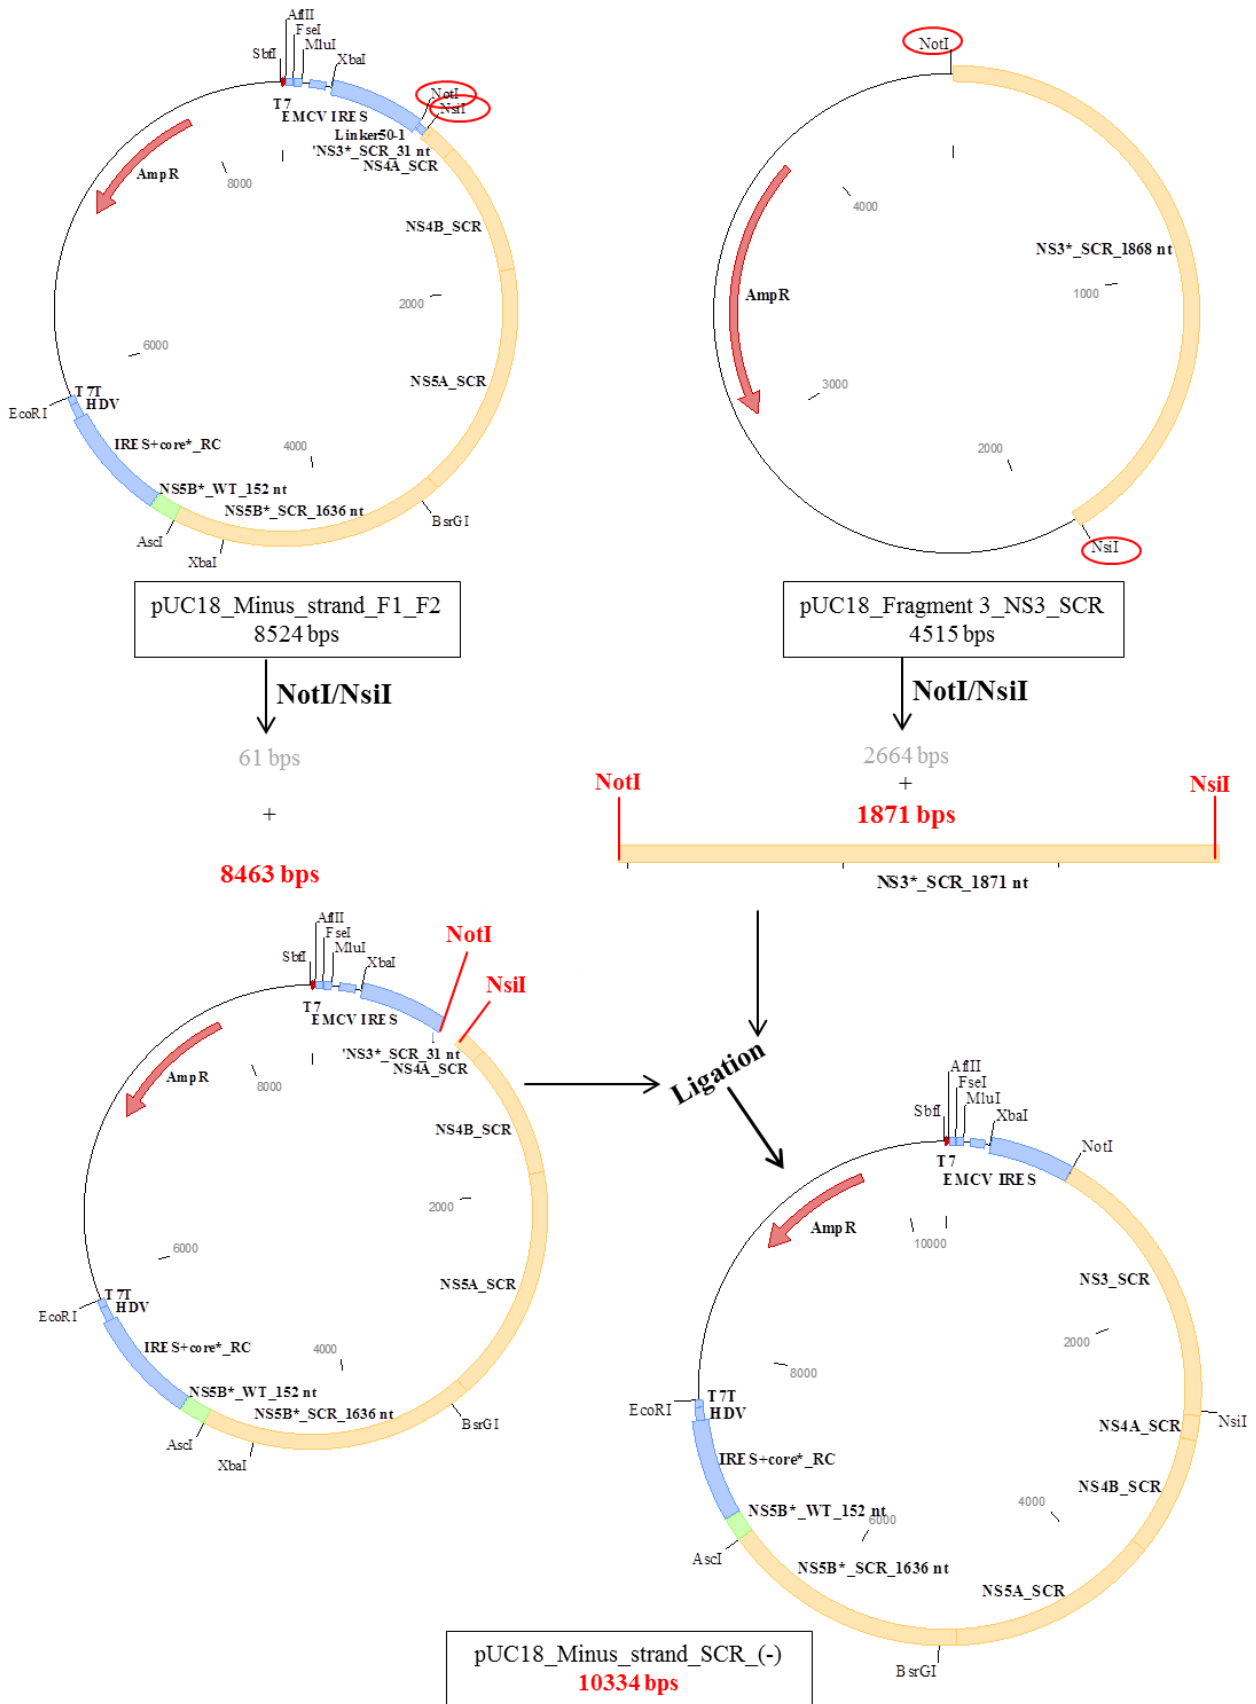 AflII
FseI
MluI
SbfI
XbaI
NotI
NsiI
T7
EMCV IRES
Linker50-1
'NS3*_SCR_31 nt
NS4A_SCR
AmpR
8000
NS4B_SCR
2000
6000
NS5A_SCR
T7T
HDV
EcoRI
IRES+core*_RC
4000
NS5B*_WT_152 nt
NS5B*_SCR_1636 nt
BsrGI
AscI
XbaI
pUC18_Minus_strand_F1_F2
8524 bps
NotI
4000
NS3*_SCR_1868 nt
1000
AmpR
3000
2000
NsiI
pUC18_Fragment 3_NS3_SCR
4515 bps
NotI/NsiI
NotI/NsiI
61 bps
+
8463 bps
2664 bps
+
1871 bps
NotI
NsiI
NS3*_SCR_1871 nt
AflII
FseI
MluI
SbfI
XbaI
NotI
NsiI
T7
EMCV IRES
'NS3*_SCR_31 nt
NS4A_SCR
AmpR
8000
NS4B_SCR
2000
6000
NS5A_SCR
T7T
HDV
EcoRI
IRES+core*_RC
4000
NS5B*_WT_152 nt
NS5B*_SCR_1636 nt
BsrGI
AscI
XbaI
Ligation
AflII
FseI
MluI
SbfI
XbaI
NotI
T7
EMCV IRES
AmpR
10000
NS3_SCR
2000
8000
T7T
HDV
EcoRI
NsiI
NS4A_SCR
IRES+core*_RC
NS4B_SCR
4000
NS5B*_WT_152 nt
6000
AscI
NS5B*_SCR_1636 nt
NS5A_SCR
BsrGI
pUC18_Minus_strand_SCR_(-)
10334 bps